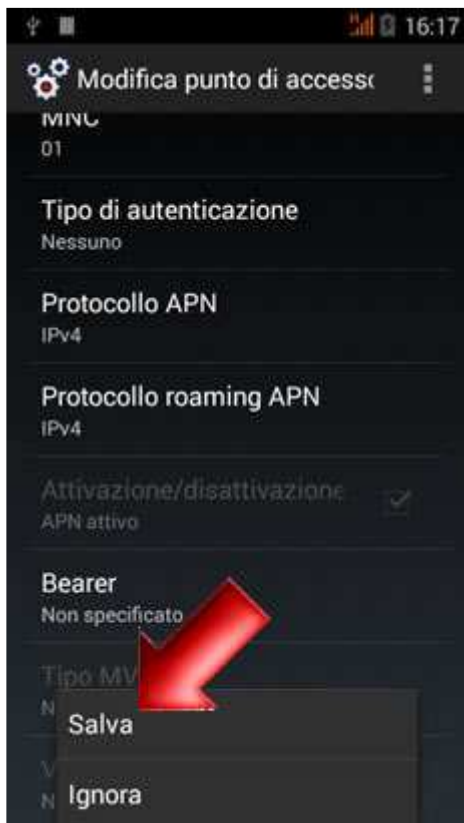 16:17
Modifica punto di access
MNC
01
Tipo di autenticazione
Nessuno
Protocollo APN
IPv4
Protocollo roaming APN
IPv4
Attivazione/disattivazione
APN attivo
Bearer
Non specificato
Tipo MV
N
Salva
V
N
Ignora